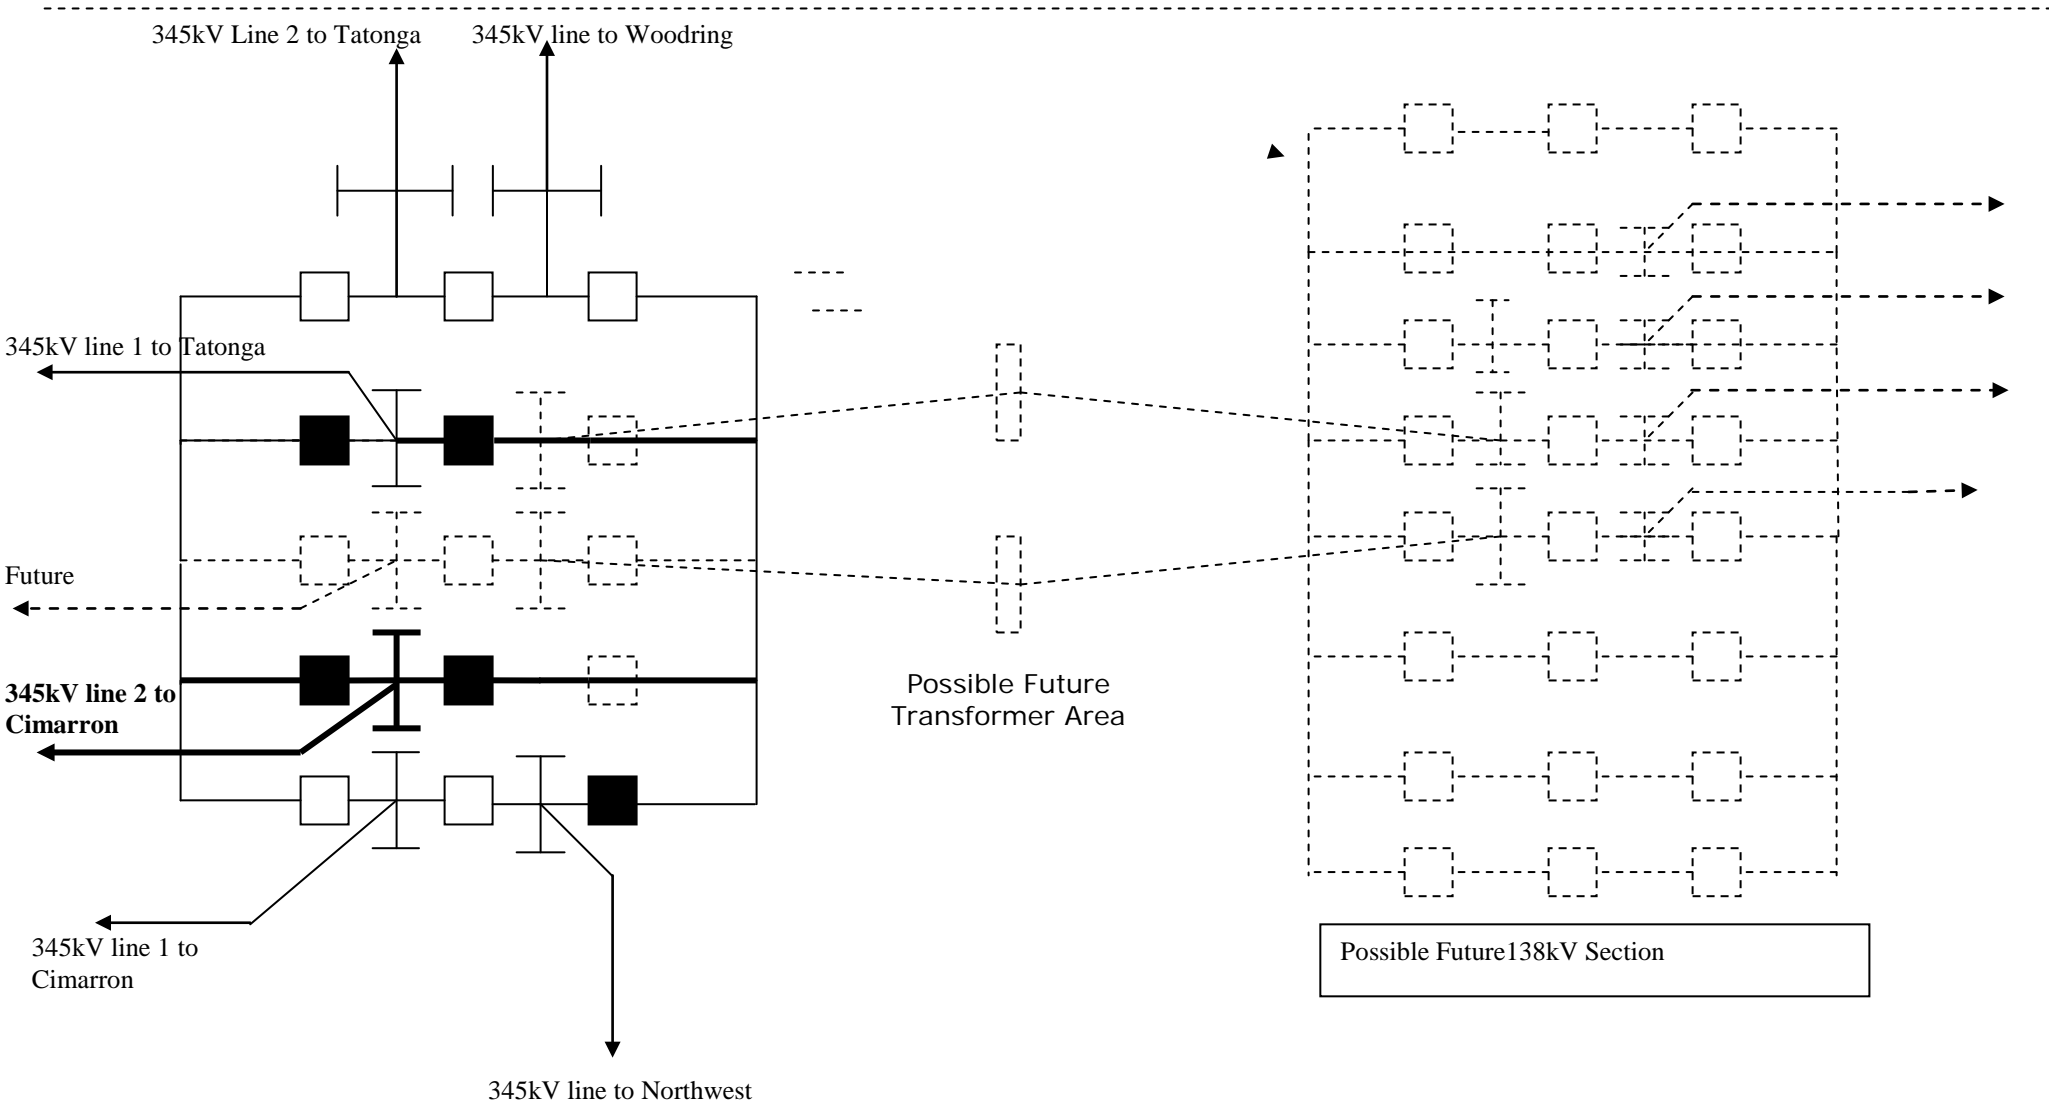 345kV Line 2 to Tatonga
345kV line to Woodring
345kV line 1 to Tatonga
Future
345kV line 2 to
Cimarron
Possible Future
Transformer Area
345kV line 1 to
Cimarron
Possible Future138kV Section
345kV line to Northwest